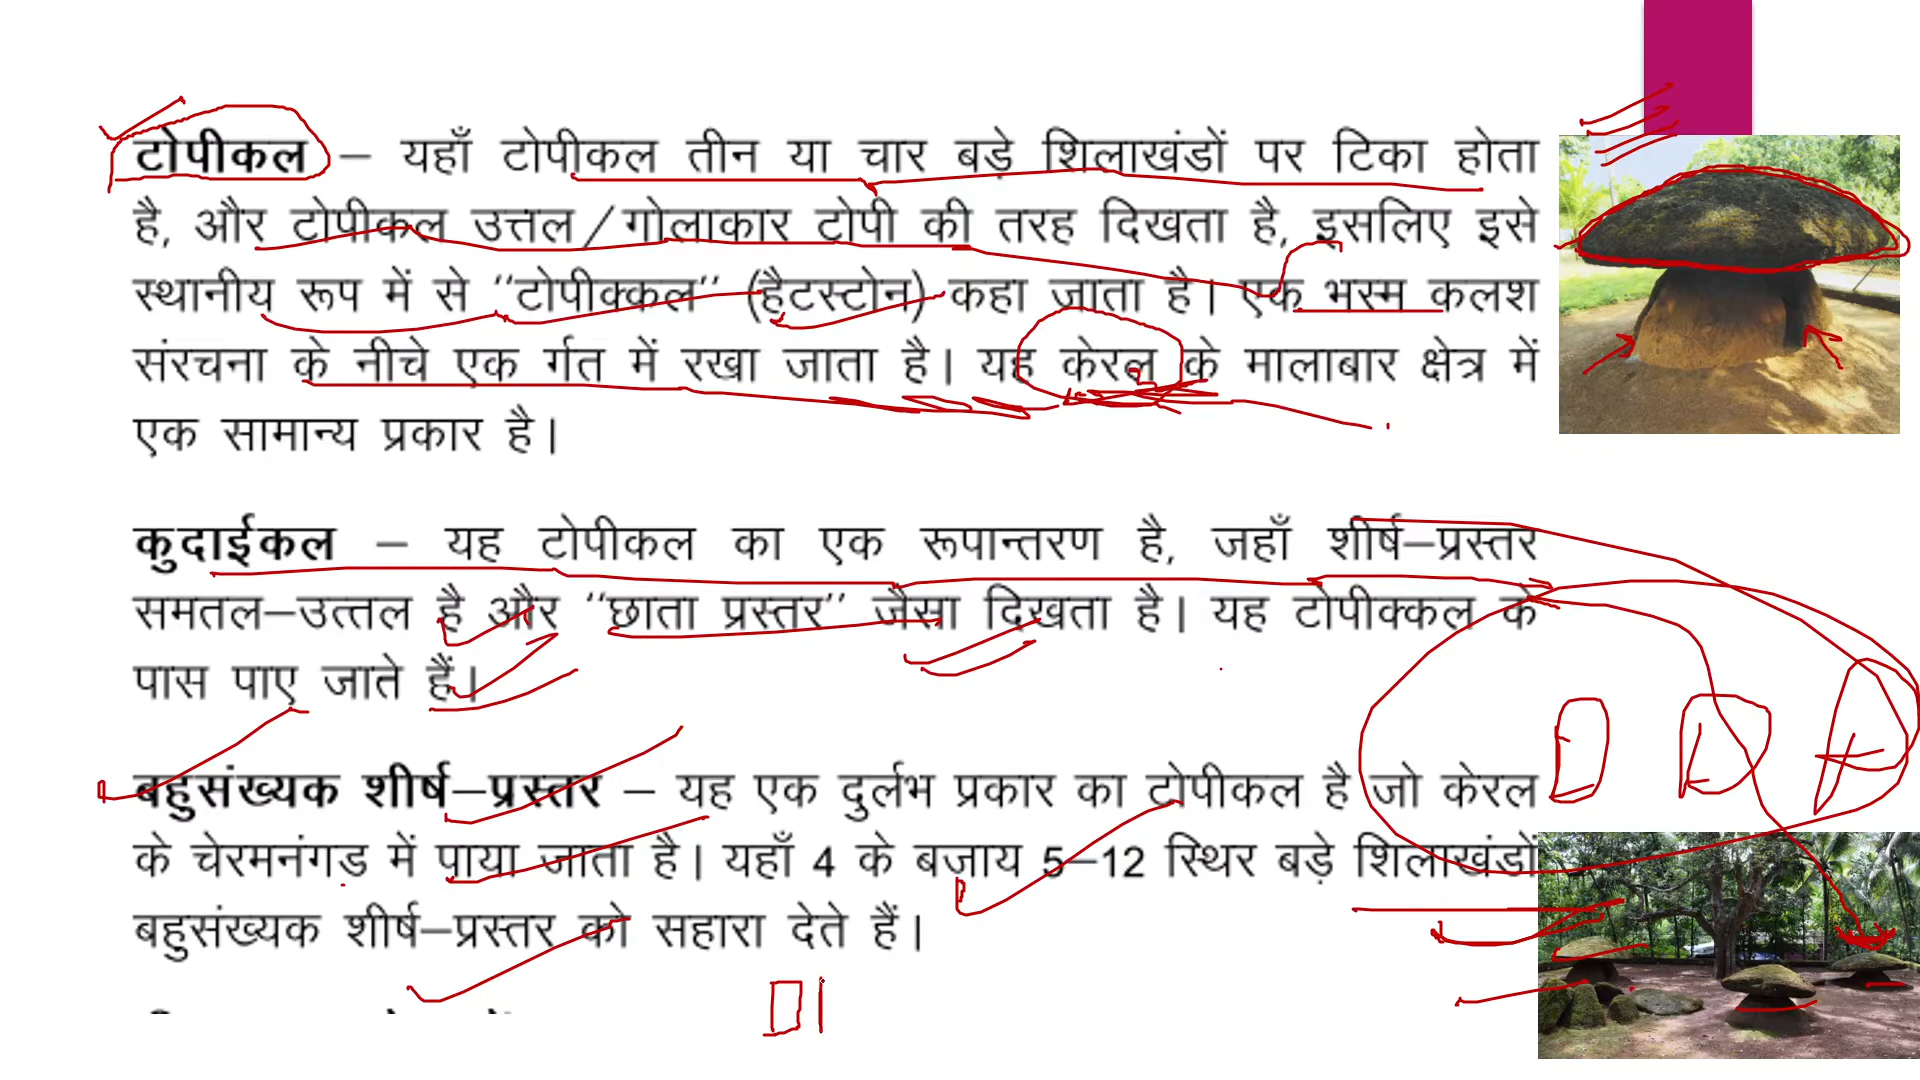 टोपीकल – यहाँ टोपीकल तीन या चार बड़े शिलाखंडों पर टिका होता
है, और टोपीकल उत्तल/गोलाकार टोपी की तरह दिखता है, इसलिए इसे
स्थानीय रूप में से "टोपीक्कल" (हैटस्टोन) कहा जाता है। एक भस्म कलश
संरचना के नीचे एक र्गत में रखा जाता है। यह केरल के मालाबार क्षेत्र में
एक सामान्य प्रकार है।
कुदाईकल – यह टोपीकल का एक रूपान्तरण है, जहाँ शीर्ष–प्रस्तर
समतल–उत्तल है और "छाता प्रस्तर" जैसा दिखता है। यह टोपीक्कल के
पास पाए जाते हैं।
बहुसंख्यक शीर्ष–प्रस्तर – यह एक दुर्लभ प्रकार का टोपीकल है जो केरल
के चेरमनंगड में पाया जाता है। यहाँ 4 के बजाय 5–12 स्थिर बड़े शिलाखंडों
बहुसंख्यक शीर्ष–प्रस्तर को सहारा देते हैं।